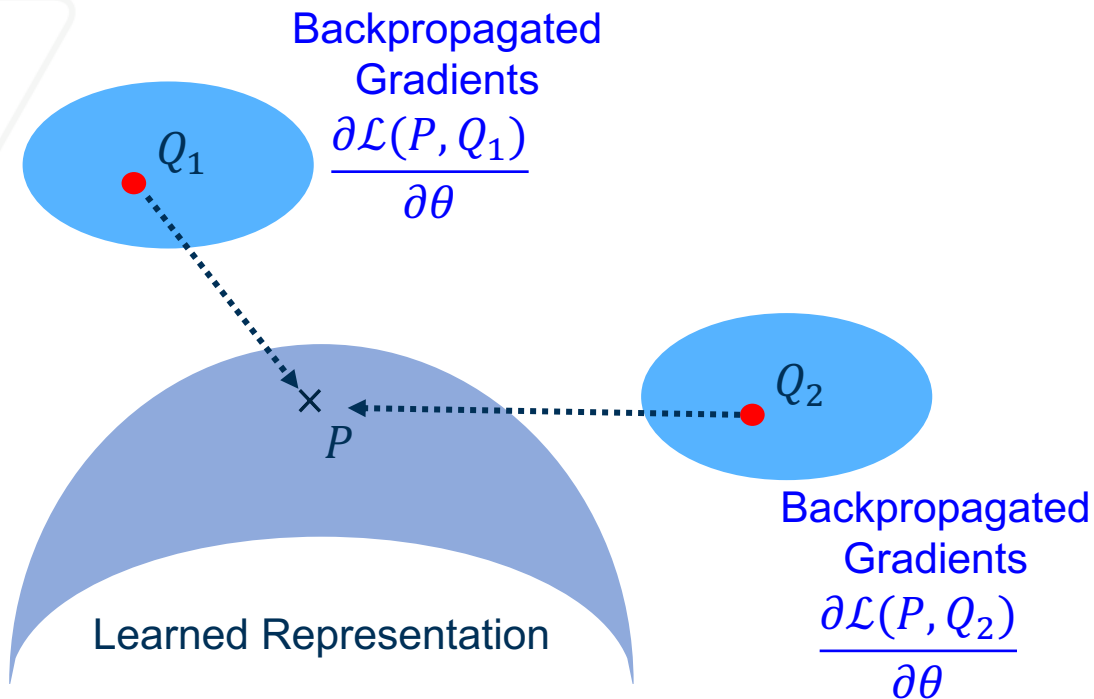 Backpropagated
Gradients
∂ℒ(P, Q₁)
∂θ
Q₁
Q₂
P
Backpropagated
Gradients
∂ℒ(P, Q₂)
∂θ
Learned Representation